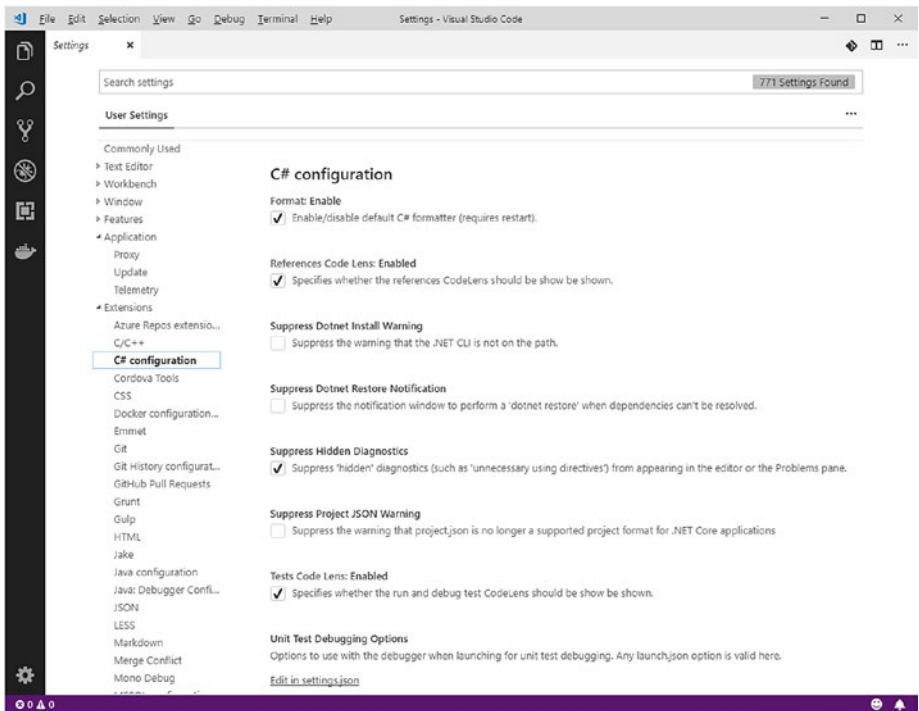 File Edit Selection View Go Debug Terminal Help Settings - Visual Studio Code
Settings
Search settings 771 Settings Found
User Settings
Commonly Used
Text Editor
Workbench
Window
Features
Application
Proxy
Update
Telemetry
Extensions
Azure Repos extensio...
C/C++
C# configuration
Cordova Tools
CSS
Docker configuration...
Emmet
Git
Git History configurat...
GitHub Pull Requests
Grunt
Gulp
HTML
Jake
Java configuration
Java: Debugger Confi...
JSON
LESS
Markdown
Merge Conflict
Mono Debug
C# configuration
Format: Enable
Enable/disable default C# formatter (requires restart).
References Code Lens: Enabled
Specifies whether the references CodeLens should be show be shown.
Suppress Dotnet Install Warning
Suppress the warning that the .NET CLI is not on the path.
Suppress Dotnet Restore Notification
Suppress the notification window to perform a 'dotnet restore' when dependencies can't be resolved.
Suppress Hidden Diagnostics
Suppress 'hidden' diagnostics (such as 'unnecessary using directives') from appearing in the editor or the Problems pane.
Suppress Project JSON Warning
Suppress the warning that project.json is no longer a supported project format for .NET Core applications
Tests Code Lens: Enabled
Specifies whether the run and debug test CodeLens should be show be shown.
Unit Test Debugging Options
Options to use with the debugger when launching for unit test debugging. Any launch.json option is valid here.
Edit in settings.json
0 0